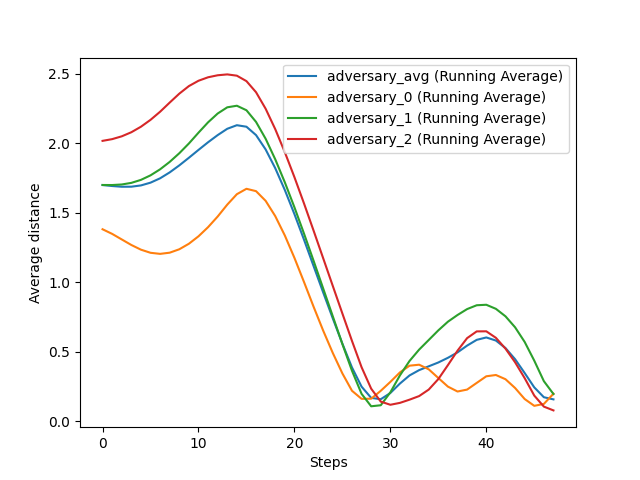 adversary_avg (Running Average)
adversary_0 (Running Average)
adversary_1 (Running Average)
adversary_2 (Running Average)
2.5
2.0
1.5
1.0
0.5
0.0
Average distance
0 10 20 30 40
Steps